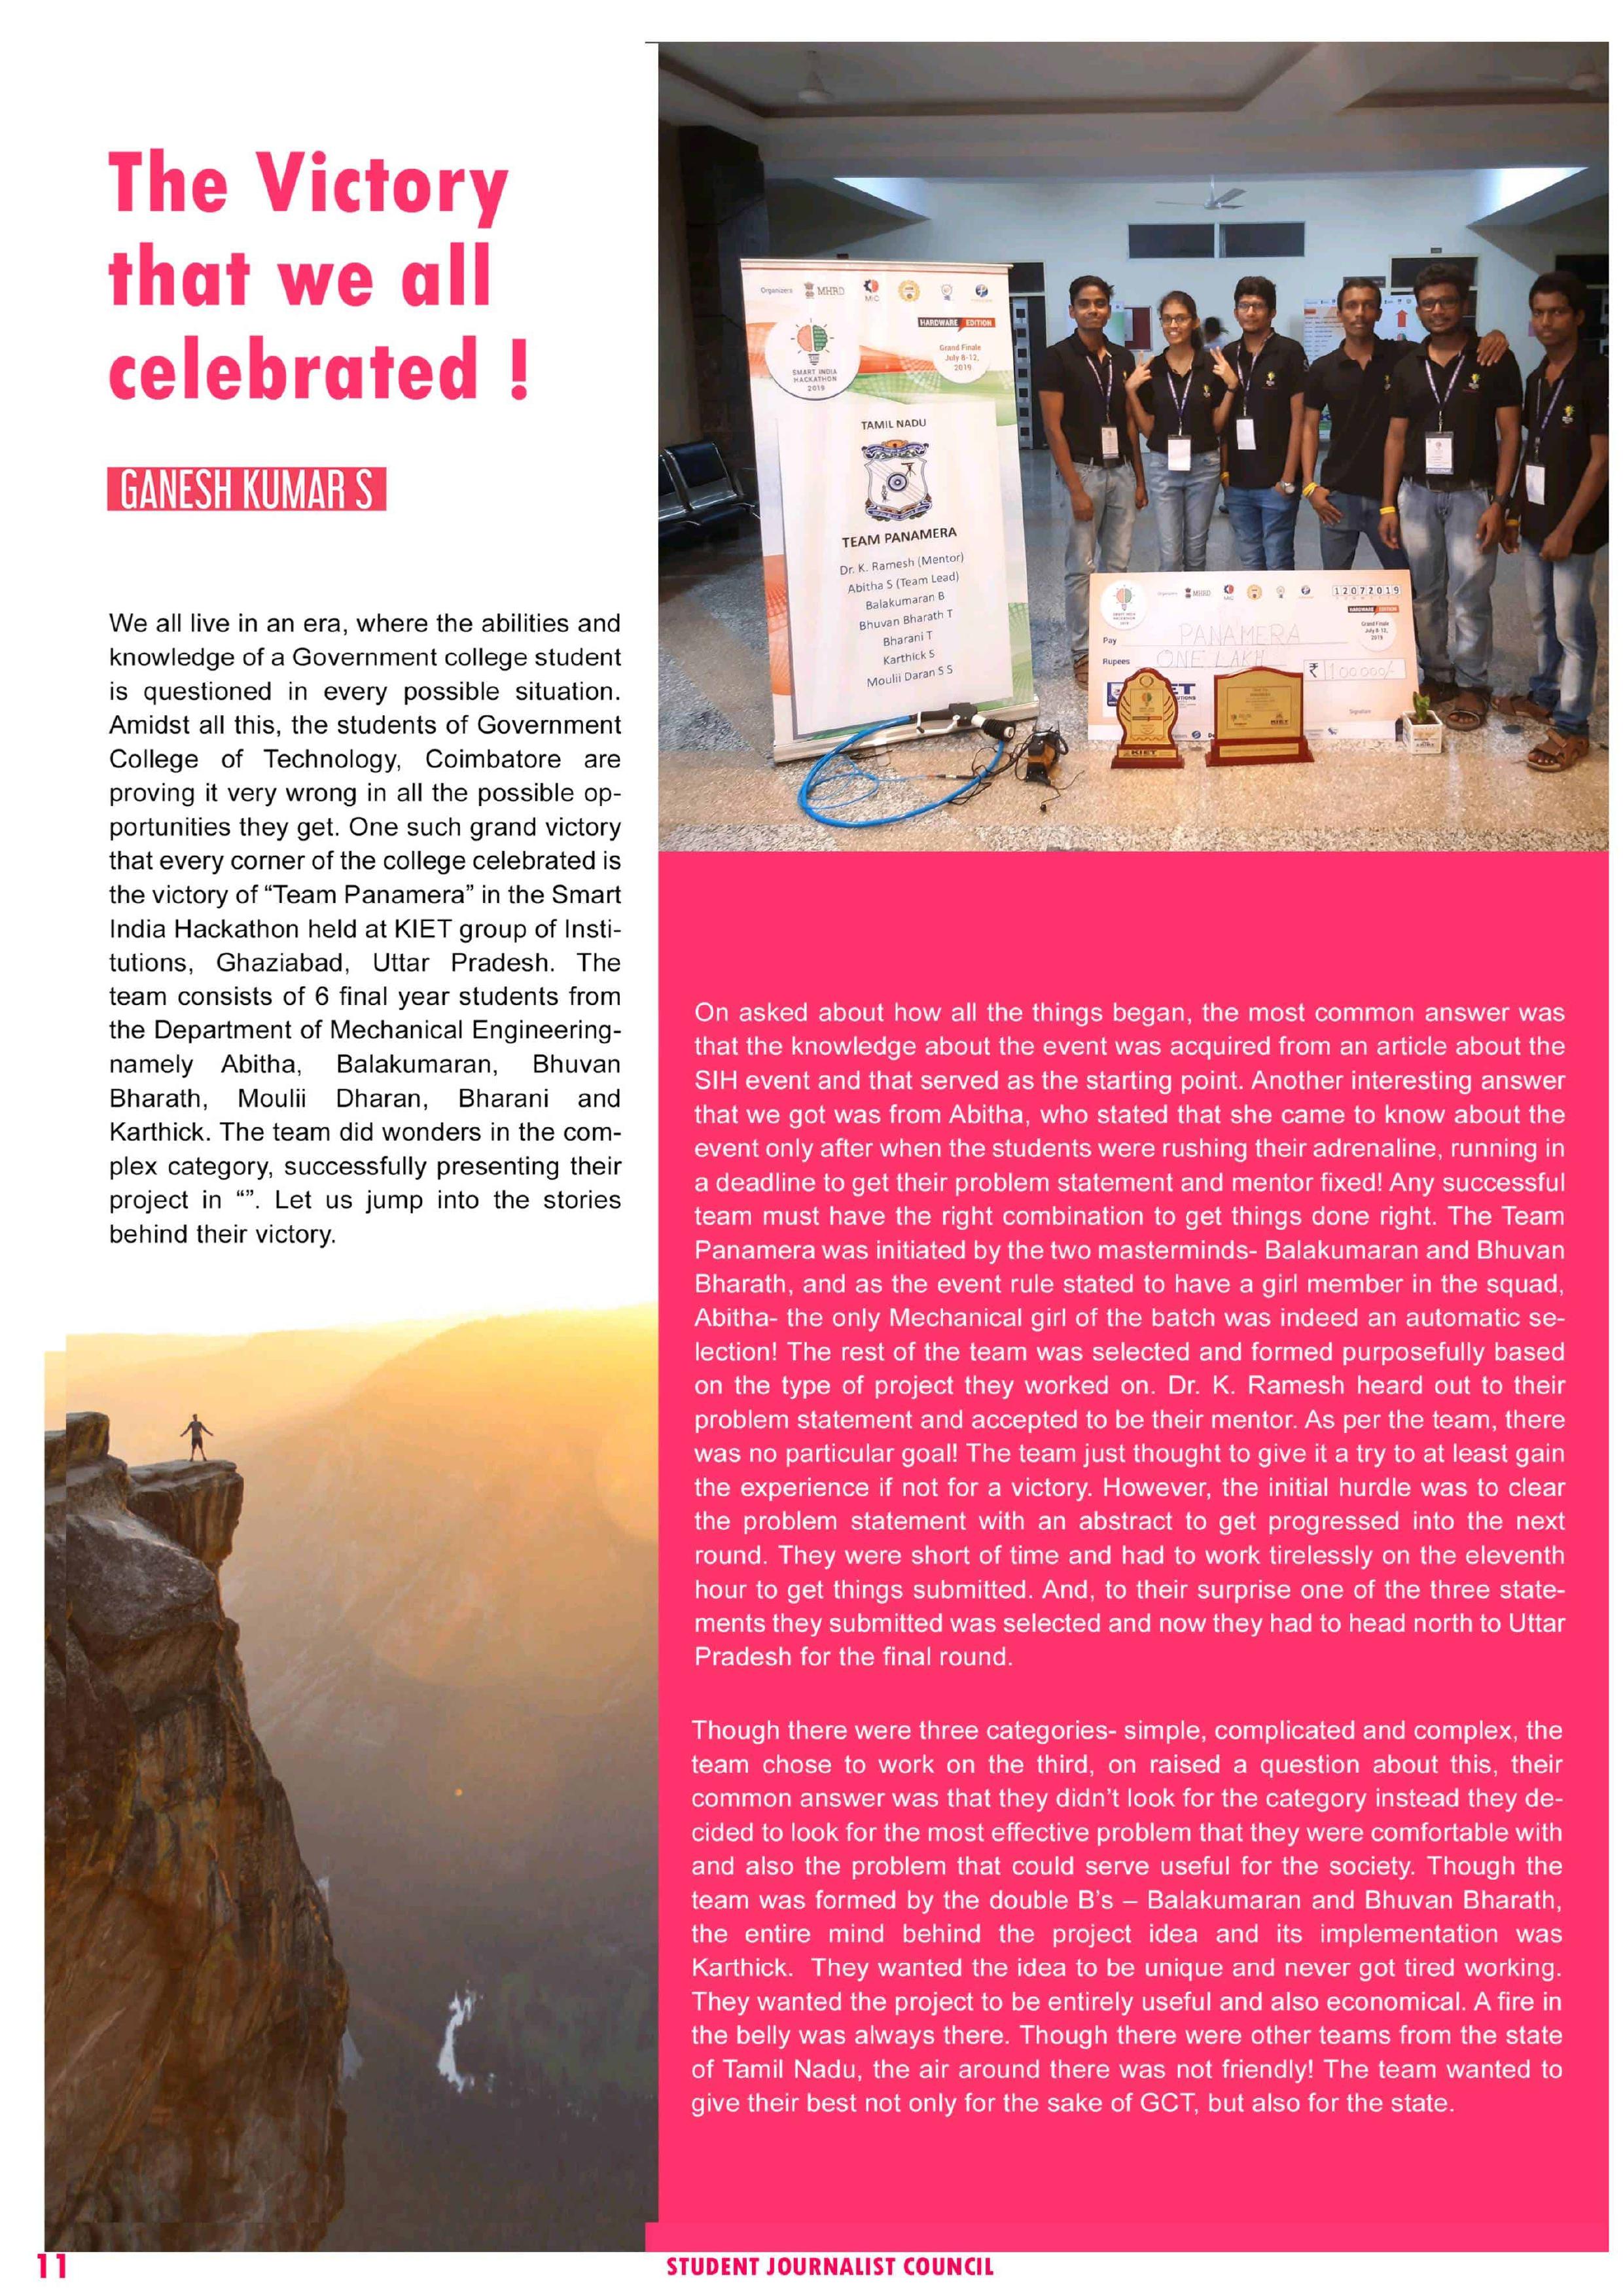 The Victory
that we all
celebrated !
GANESH KUMAR S
We all live in an era, where the abilities and
knowledge of a Government college student
is questioned in every possible situation.
Amidst all this, the students of Government
College of Technology, Coimbatore are
proving it very wrong in all the possible op-
portunities they get. One such grand victory
that every corner of the college celebrated is
the victory of “Team Panamera” in the Smart
India Hackathon held at KIET group of Insti-
tutions, Ghaziabad, Uttar Pradesh. The
team consists of 6 final year students from
the Department of Mechanical Engineering-
namely Abitha, Balakumaran, Bhuvan
Bharath, Moulii Dharan, Bharani and
Karthick. The team did wonders in the com-
plex category, successfully presenting their
project in “”. Let us jump into the stories
behind their victory.
Organizers MHRD MIC
HARDWARE EDITION
Grand Finale
July 8-12,
2019
SMART INDIA
HACKATHON
2019
TAMIL NADU
TEAM PANAMERA
Dr. K. Ramesh (Mentor)
Abitha S (Team Lead)
Balakumaran B
Bhuvan Bharath T
Bharani T
Karthick S
Moulii Daran S S
MHRD
12072019
HARDWARE EDITION
Grand Finale
July 8-12,
2019
Pay PANAMERA
Rupees ONE LAKH
₹ 100000/-
Signature
KIET
On asked about how all the things began, the most common answer was
that the knowledge about the event was acquired from an article about the
SIH event and that served as the starting point. Another interesting answer
that we got was from Abitha, who stated that she came to know about the
event only after when the students were rushing their adrenaline, running in
a deadline to get their problem statement and mentor fixed! Any successful
team must have the right combination to get things done right. The Team
Panamera was initiated by the two masterminds- Balakumaran and Bhuvan
Bharath, and as the event rule stated to have a girl member in the squad,
Abitha- the only Mechanical girl of the batch was indeed an automatic se-
lection! The rest of the team was selected and formed purposefully based
on the type of project they worked on. Dr. K. Ramesh heard out to their
problem statement and accepted to be their mentor. As per the team, there
was no particular goal! The team just thought to give it a try to at least gain
the experience if not for a victory. However, the initial hurdle was to clear
the problem statement with an abstract to get progressed into the next
round. They were short of time and had to work tirelessly on the eleventh
hour to get things submitted. And, to their surprise one of the three state-
ments they submitted was selected and now they had to head north to Uttar
Pradesh for the final round.
Though there were three categories- simple, complicated and complex, the
team chose to work on the third, on raised a question about this, their
common answer was that they didn’t look for the category instead they de-
cided to look for the most effective problem that they were comfortable with
and also the problem that could serve useful for the society. Though the
team was formed by the double B’s – Balakumaran and Bhuvan Bharath,
the entire mind behind the project idea and its implementation was
Karthick. They wanted the idea to be unique and never got tired working.
They wanted the project to be entirely useful and also economical. A fire in
the belly was always there. Though there were other teams from the state
of Tamil Nadu, the air around there was not friendly! The team wanted to
give their best not only for the sake of GCT, but also for the state.
11
STUDENT JOURNALIST COUNCIL